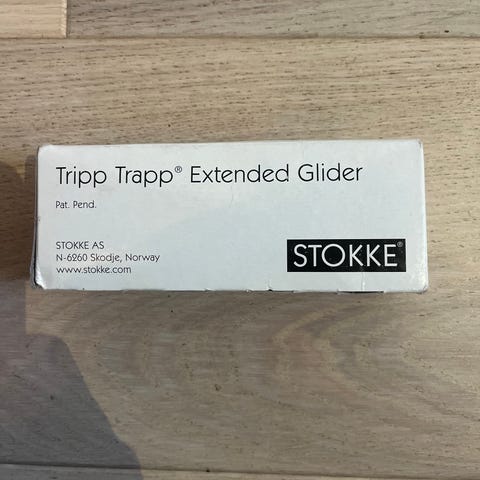 Tripp Trapp® Extended Glider
Pat. Pend.
STOKKE AS
N-6260 Skodje, Norway
www.stokke.com
STOKKE®